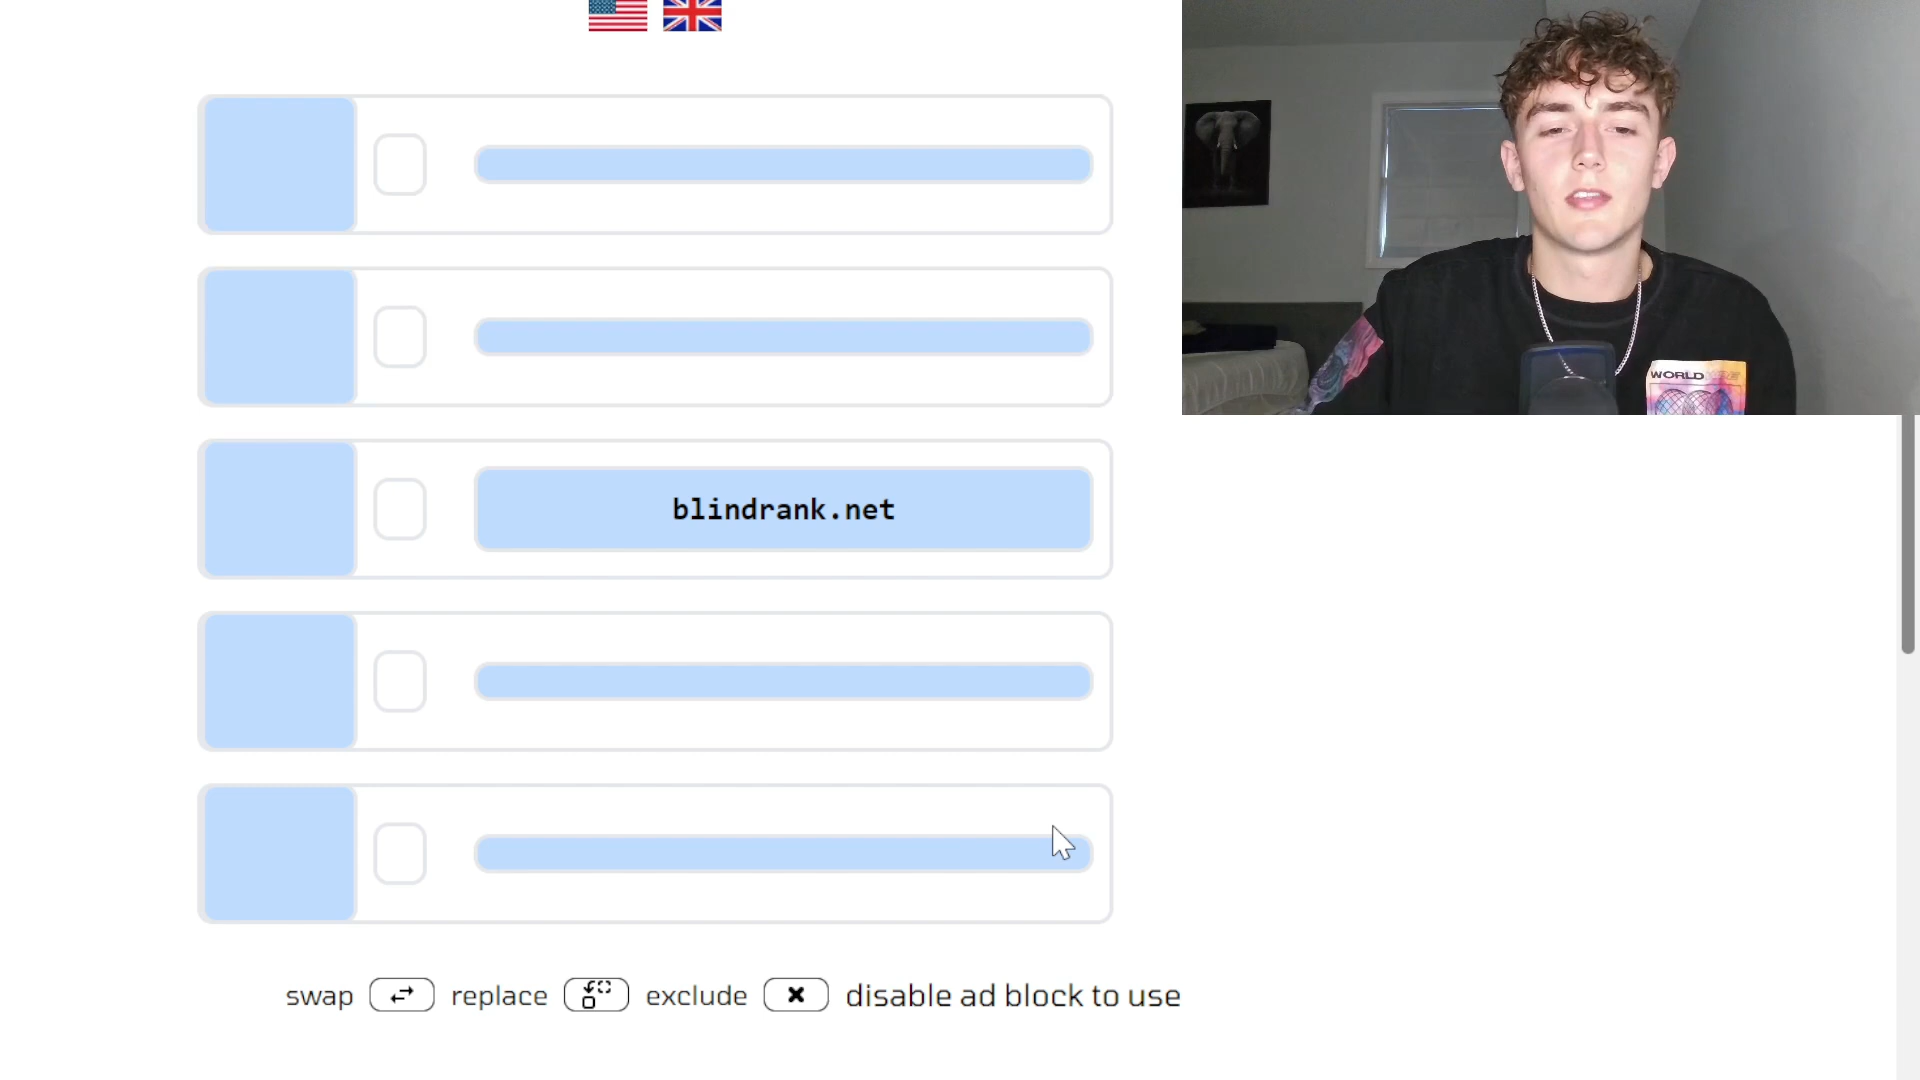 WORLD
blindrank.net
swap replace exclude disable ad block to use